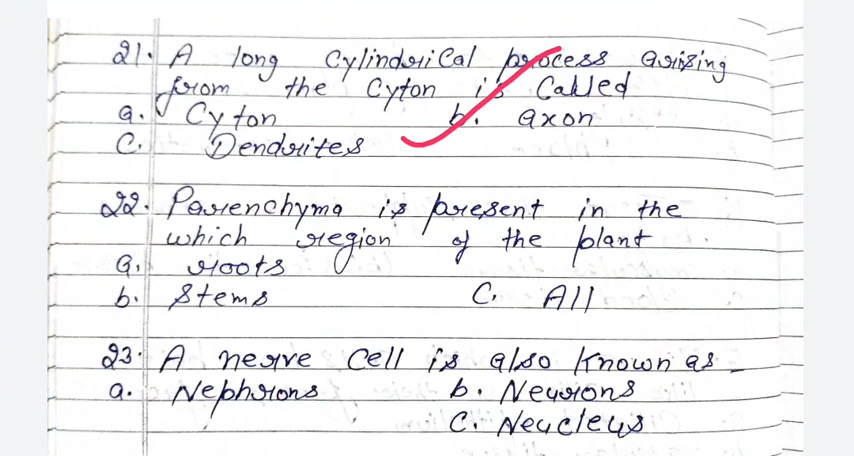 21. A long Cylindrical process arising
from the Cyton is Called
a. Cyton b. axon
C. Dendrites
22. Parenchyma is present in the
which region of the plant
a. roots
b. Stems C. All
23. A nerve Cell is also Known as -
a. Nephrons b. Neurons
C. Neucleus